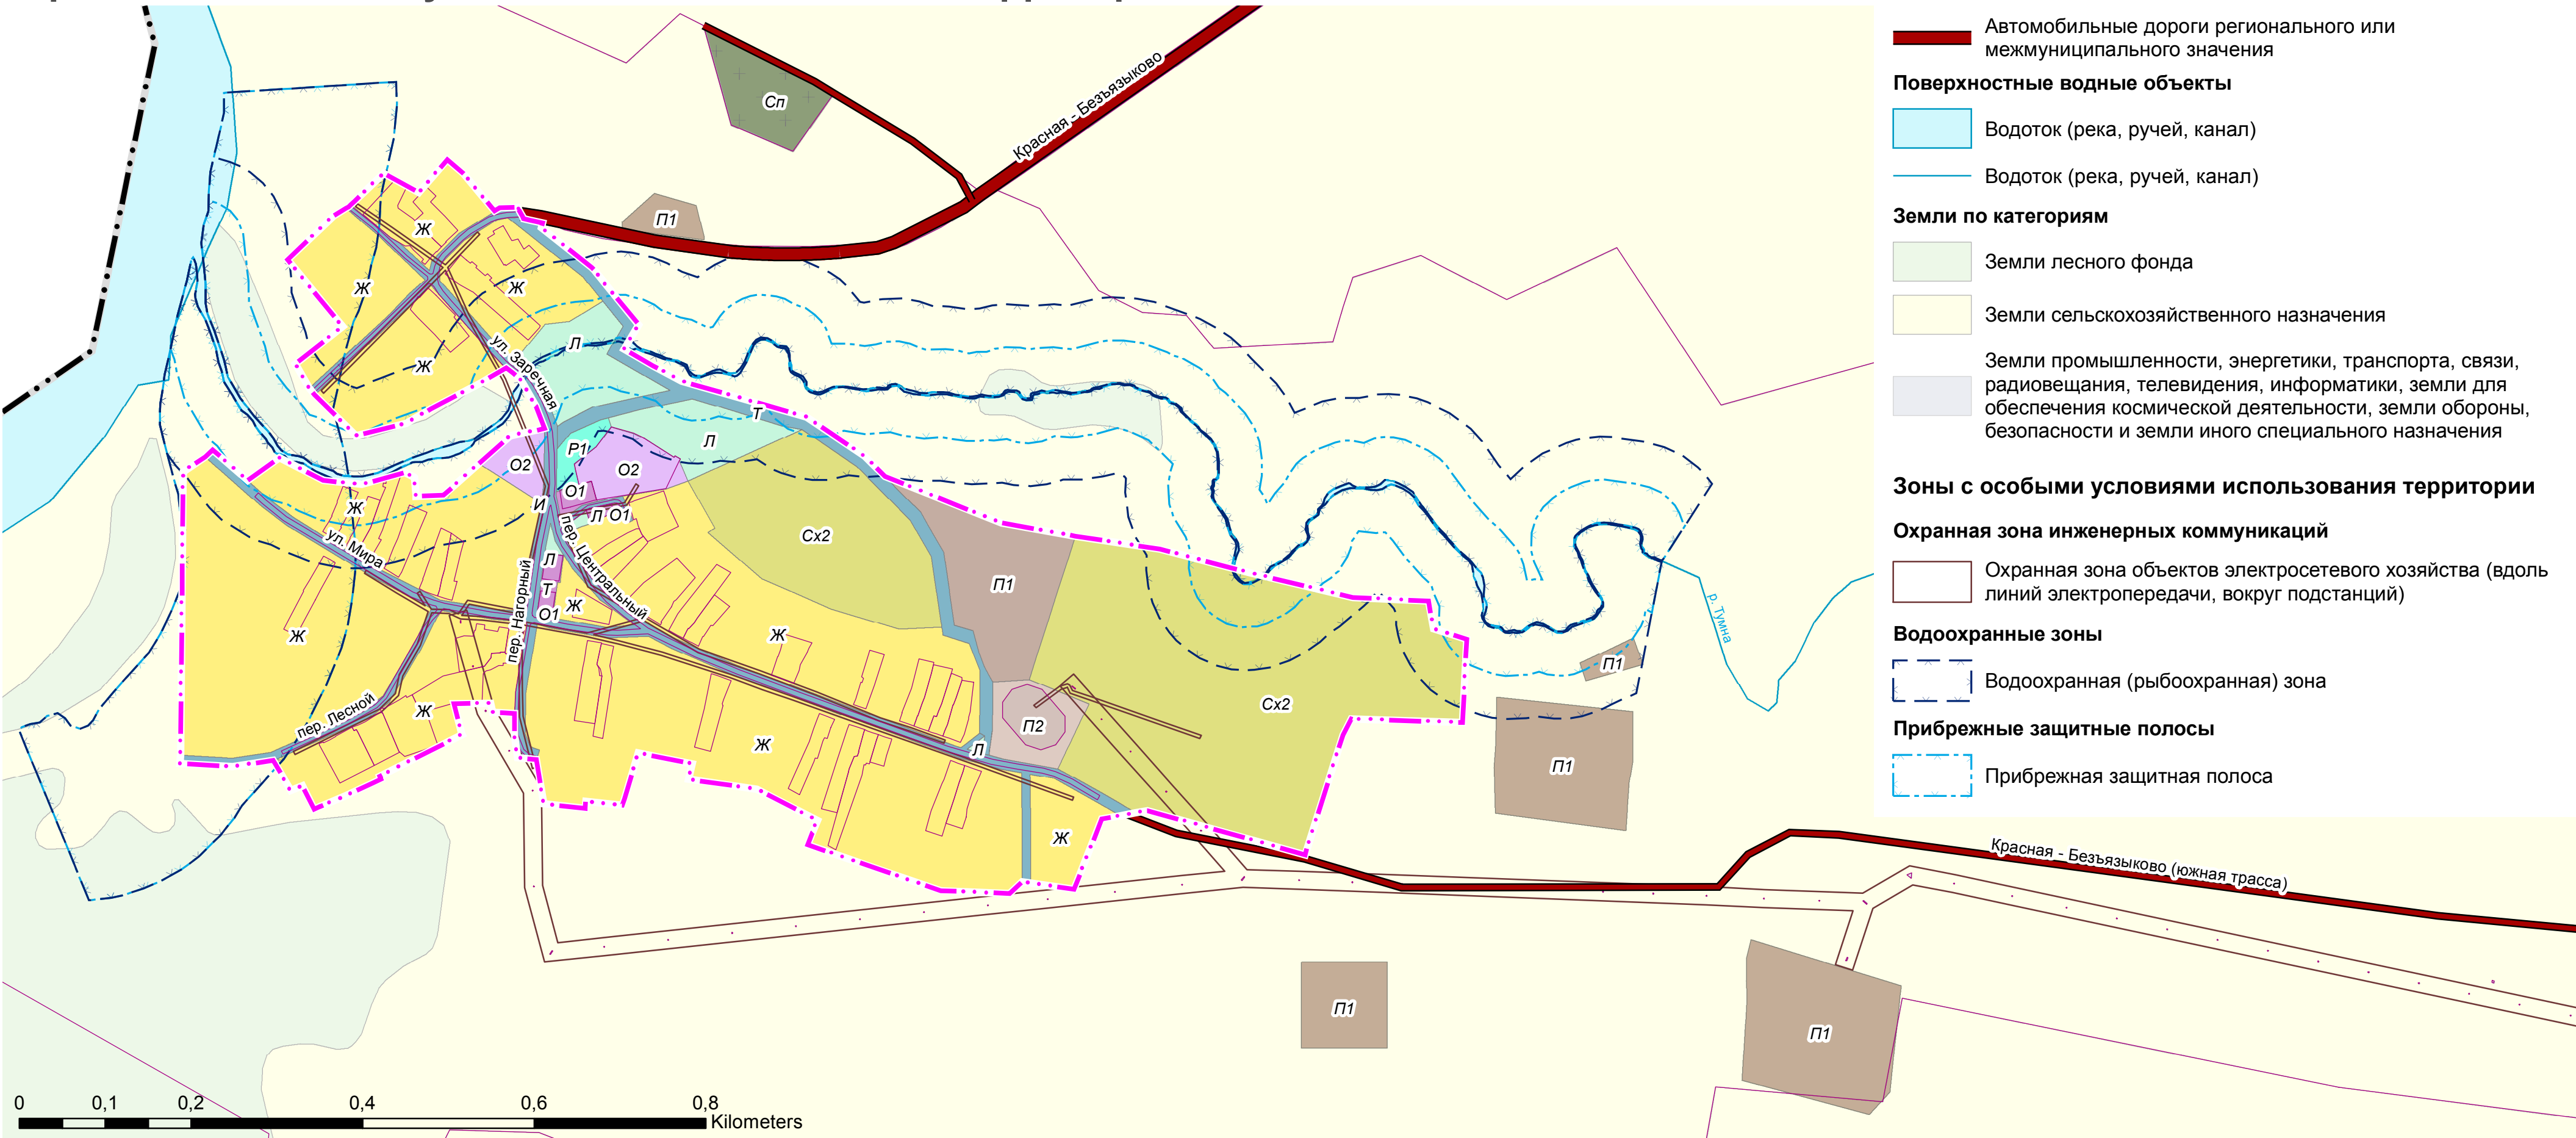 Автомобильные дороги регионального или
межмуниципального значения
Поверхностные водные объекты
Водоток (река, ручей, канал)
Водоток (река, ручей, канал)
Земли по категориям
Земли лесного фонда
Земли сельскохозяйственного назначения
Земли промышленности, энергетики, транспорта, связи,
радиовещания, телевидения, информатики, земли для
обеспечения космической деятельности, земли обороны,
безопасности и земли иного специального назначения
Зоны с особыми условиями использования территории
Охранная зона инженерных коммуникаций
Охранная зона объектов электросетевого хозяйства (вдоль
линий электропередачи, вокруг подстанций)
Водоохранные зоны
Водоохранная (рыбоохранная) зона
Прибрежные защитные полосы
Прибрежная защитная полоса
Красная - Безъязыково
Сп
П1
Ж
Ж
Ж
Ж
ул. Заречная
Л
Т
Л
Р1
О2
О2
О1
И
Л
О1
Ж
ул. Мира
пер. Центральный
пер. Нагорный
Л
Т
О1
Ж
Ж
Ж
Сх2
П1
Сх2
П2
Л
Ж
Ж
пер. Лесной
Ж
р. Тумна
П1
П1
Красная - Безъязыково (южная трасса)
П1
П1
0
0,1
0,2
0,4
0,6
0,8
Kilometers